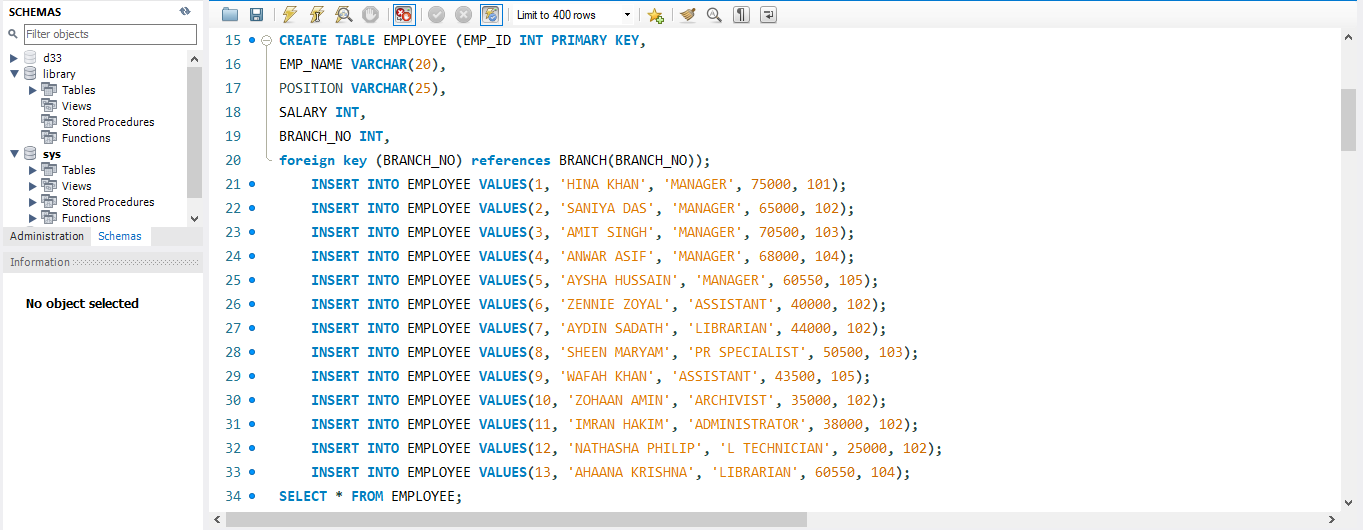 SCHEMAS
Filter objects
d33
library
Tables
Views
Stored Procedures
Functions
sys
Tables
Views
Stored Procedures
Functions
Administration Schemas
Information
No object selected
Limit to 400 rows
15 CREATE TABLE EMPLOYEE (EMP_ID INT PRIMARY KEY,
16 EMP_NAME VARCHAR(20),
17 POSITION VARCHAR(25),
18 SALARY INT,
19 BRANCH_NO INT,
20 foreign key (BRANCH_NO) references BRANCH(BRANCH_NO));
21 INSERT INTO EMPLOYEE VALUES(1, 'HINA KHAN', 'MANAGER', 75000, 101);
22 INSERT INTO EMPLOYEE VALUES(2, 'SANIYA DAS', 'MANAGER', 65000, 102);
23 INSERT INTO EMPLOYEE VALUES(3, 'AMIT SINGH', 'MANAGER', 70500, 103);
24 INSERT INTO EMPLOYEE VALUES(4, 'ANWAR ASIF', 'MANAGER', 68000, 104);
25 INSERT INTO EMPLOYEE VALUES(5, 'AYSHA HUSSAIN', 'MANAGER', 60550, 105);
26 INSERT INTO EMPLOYEE VALUES(6, 'ZENNIE ZOYAL', 'ASSISTANT', 40000, 102);
27 INSERT INTO EMPLOYEE VALUES(7, 'AYDIN SADATH', 'LIBRARIAN', 44000, 102);
28 INSERT INTO EMPLOYEE VALUES(8, 'SHEEN MARYAM', 'PR SPECIALIST', 50500, 103);
29 INSERT INTO EMPLOYEE VALUES(9, 'WAFAH KHAN', 'ASSISTANT', 43500, 105);
30 INSERT INTO EMPLOYEE VALUES(10, 'ZOHAAN AMIN', 'ARCHIVIST', 35000, 102);
31 INSERT INTO EMPLOYEE VALUES(11, 'IMRAN HAKIM', 'ADMINISTRATOR', 38000, 102);
32 INSERT INTO EMPLOYEE VALUES(12, 'NATHASHA PHILIP', 'L TECHNICIAN', 25000, 102);
33 INSERT INTO EMPLOYEE VALUES(13, 'AHAANA KRISHNA', 'LIBRARIAN', 60550, 104);
34 SELECT * FROM EMPLOYEE;